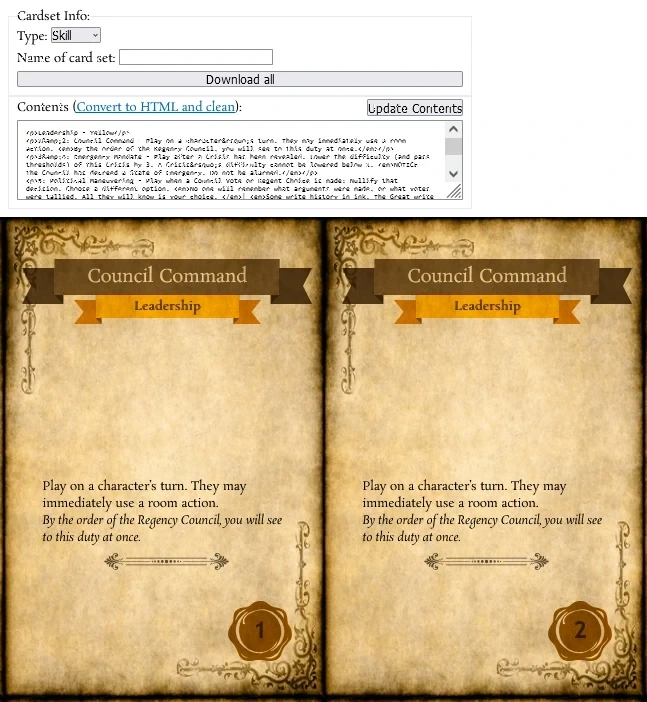 Cardset Info:
Type: Skill
Name of card set:
Download all
Contents (Convert to HTML and clean):
Update Contents
<p>Leadership - Yellow</p>
Council Command - Play on a character&rsquo;s turn. They may immediately use a room
action. <em>By the order of the Regency Council, you will see to this duty at once.</em></p>
Emergency Mandate - Play after a Crisis has been revealed. Lower the difficulty (and pass
thresholds) of this Crisis by 3. A Crisis&rsquo;s difficulty cannot be lowered below
the Council has decreed a State of Emergency. Do not be alarmed.</em></p>
Political Maneuvering - Play when a Council Vote or Regent Choice is made: Nullify that
decision. Choose a different option. <em>No one will remember what arguments were made, or what votes
were tallied. All they will know is your choice. </em> <em>Some write history in ink. The Great write
Council Command
Leadership
Play on a character's turn. They may
immediately use a room action.
By the order of the Regency Council, you will see
to this duty at once.
1
Council Command
Leadership
Play on a character's turn. They may
immediately use a room action.
By the order of the Regency Council, you will see
to this duty at once.
2